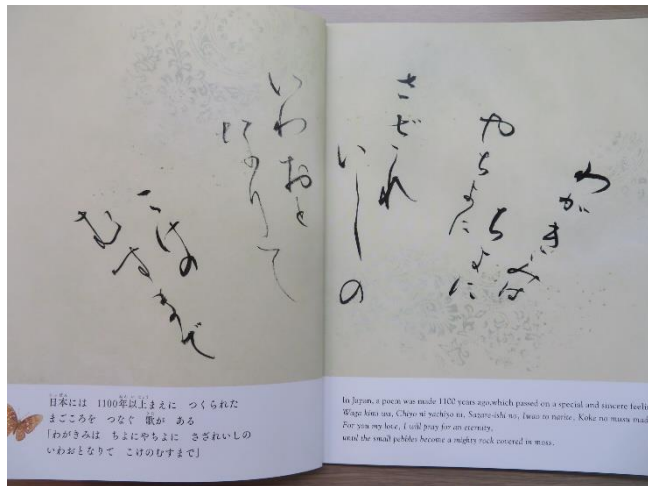 わがきみは
ちよに
やちよに
さざれ
いしの
いわおと
なりて
こけの
むすまで
In Japan, a poem was made 1100 years ago,which passed on a special and sincere feeli
Waga kimi wa, Chiyo ni yachiyo ni, Sazare-ishi no, Iwao to narite, Koke no musu mad
For you my love, I will pray for an eternity,
until the small pebbles become a mighty rock covered in moss.
日本には 1100年以上まえに つくられた
まごころを つなぐ 歌が ある
「わがきみは ちよにやちよに さざれいしの
いわおとなりて こけのむすまで」